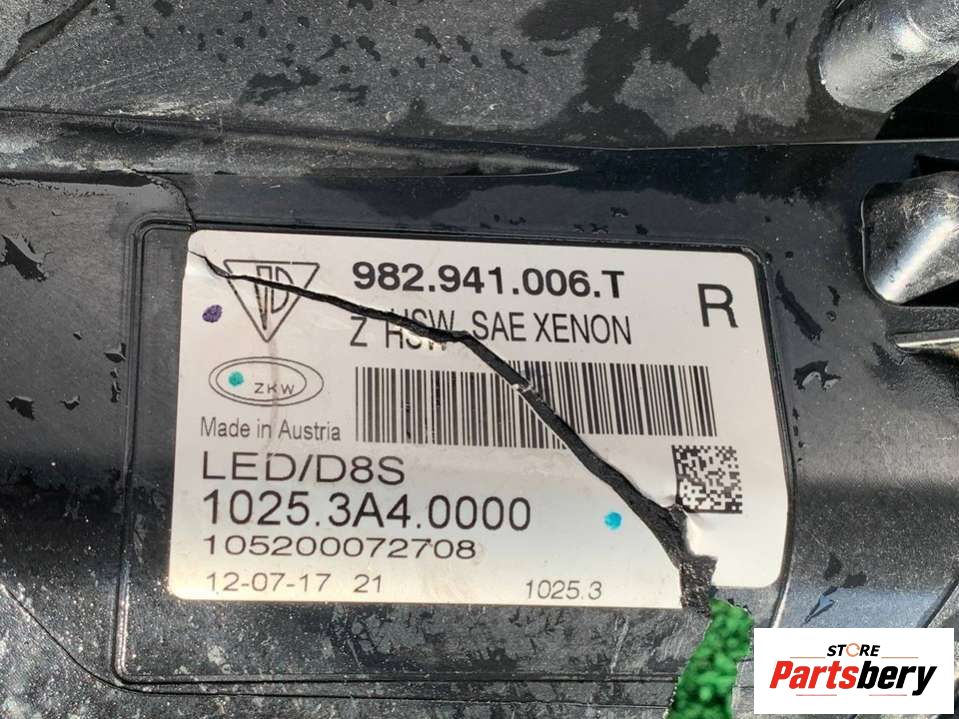 982.941.006.T
R
Z HSW SAE XENON
ZKW
Made in Austria
LED/D8S
1025.3A4.0000
105200072708
12-07-17 21
1025.3
STORE
Partsbery